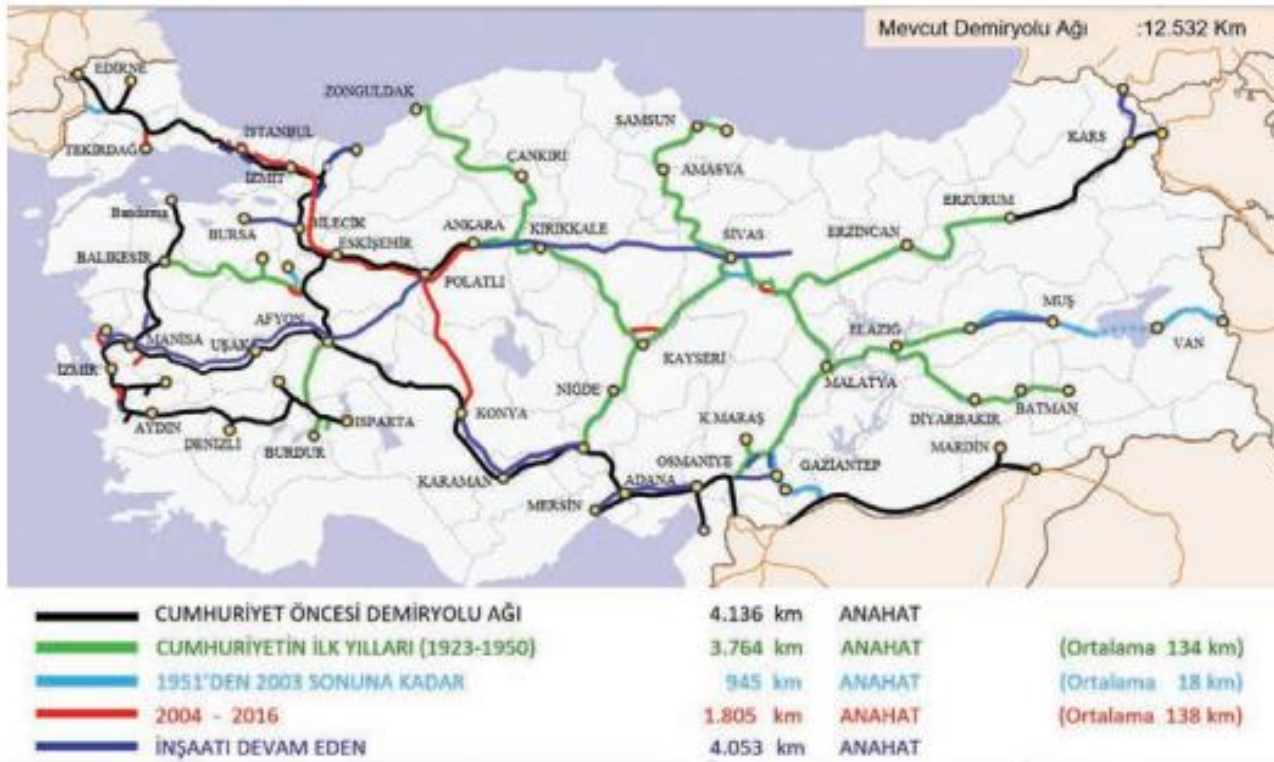 Mevcut Demiryolu Ağı :12.532 Km
EDİRNE
ZONGULDAK
SAMSUN
KARS
TEKİRDAĞ
İSTANBUL
İZMİT
ÇANKIRI
AMASYA
ERZURUM
Bandırma
BURSA
BİLECİK
ESKİŞEHİR
ANKARA
KIRIKKALE
SİVAS
ERZİNCAN
BALIKESİR
POLATLI
MUŞ
AFYON
ELAZIĞ
VAN
MANİSA
UŞAK
KAYSERİ
MALATYA
İZMİR
NİĞDE
DİYARBAKIR
BATMAN
AYDIN
DENİZLİ
ISPARTA
BURDUR
KONYA
K.MARAŞ
MARDİN
KARAMAN
OSMANİYE
GAZİANTEP
ADANA
MERSİN
CUMHURİYET ÖNCESİ DEMİRYOLU AĞI 4.136 km ANAHAT
CUMHURİYETİN İLK YILLARI (1923-1950) 3.764 km ANAHAT (Ortalama 134 km)
1951'DEN 2003 SONUNA KADAR 945 km ANAHAT (Ortalama 18 km)
2004 - 2016 1.805 km ANAHAT (Ortalama 138 km)
İNŞAATI DEVAM EDEN 4.053 km ANAHAT